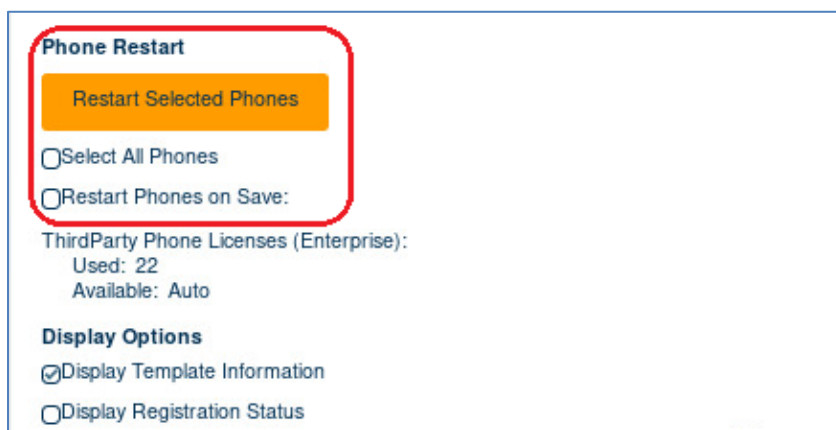 Phone Restart
Restart Selected Phones
Select All Phones
Restart Phones on Save:
ThirdParty Phone Licenses (Enterprise):
Used: 22
Available: Auto
Display Options
Display Template Information
Display Registration Status